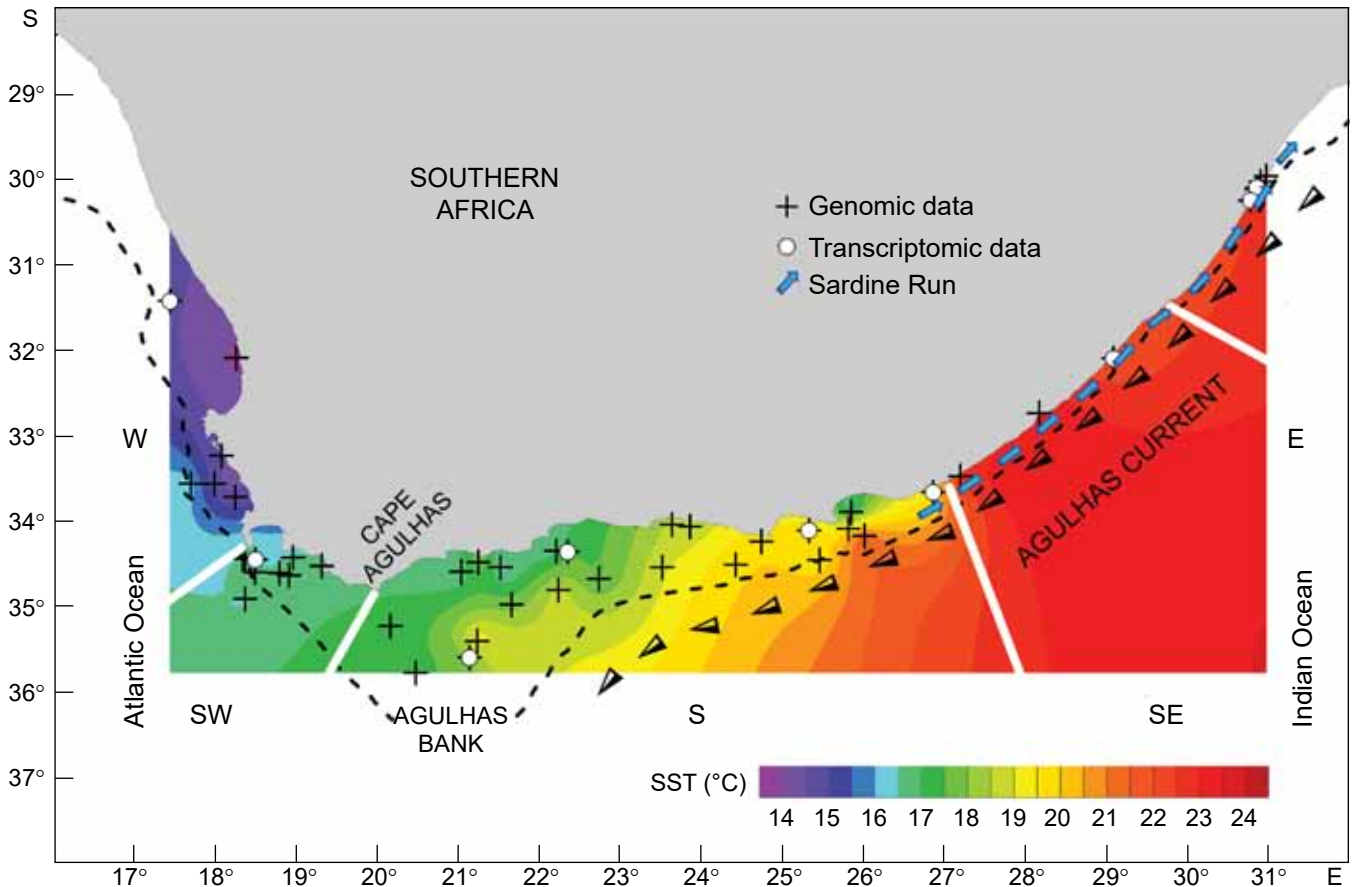 S
29°
30°
31°
32°
33°
34°
35°
36°
37°
SOUTHERN
AFRICA
Genomic data
Transcriptomic data
Sardine Run
W
E
CAPE
AGULHAS
AGULHAS CURRENT
Atlantic Ocean
Indian Ocean
SW
AGULHAS
BANK
S
SE
SST (°C)
14 15 16 17 18 19 20 21 22 23 24
17° 18° 19° 20° 21° 22° 23° 24° 25° 26° 27° 28° 29° 30° 31° E